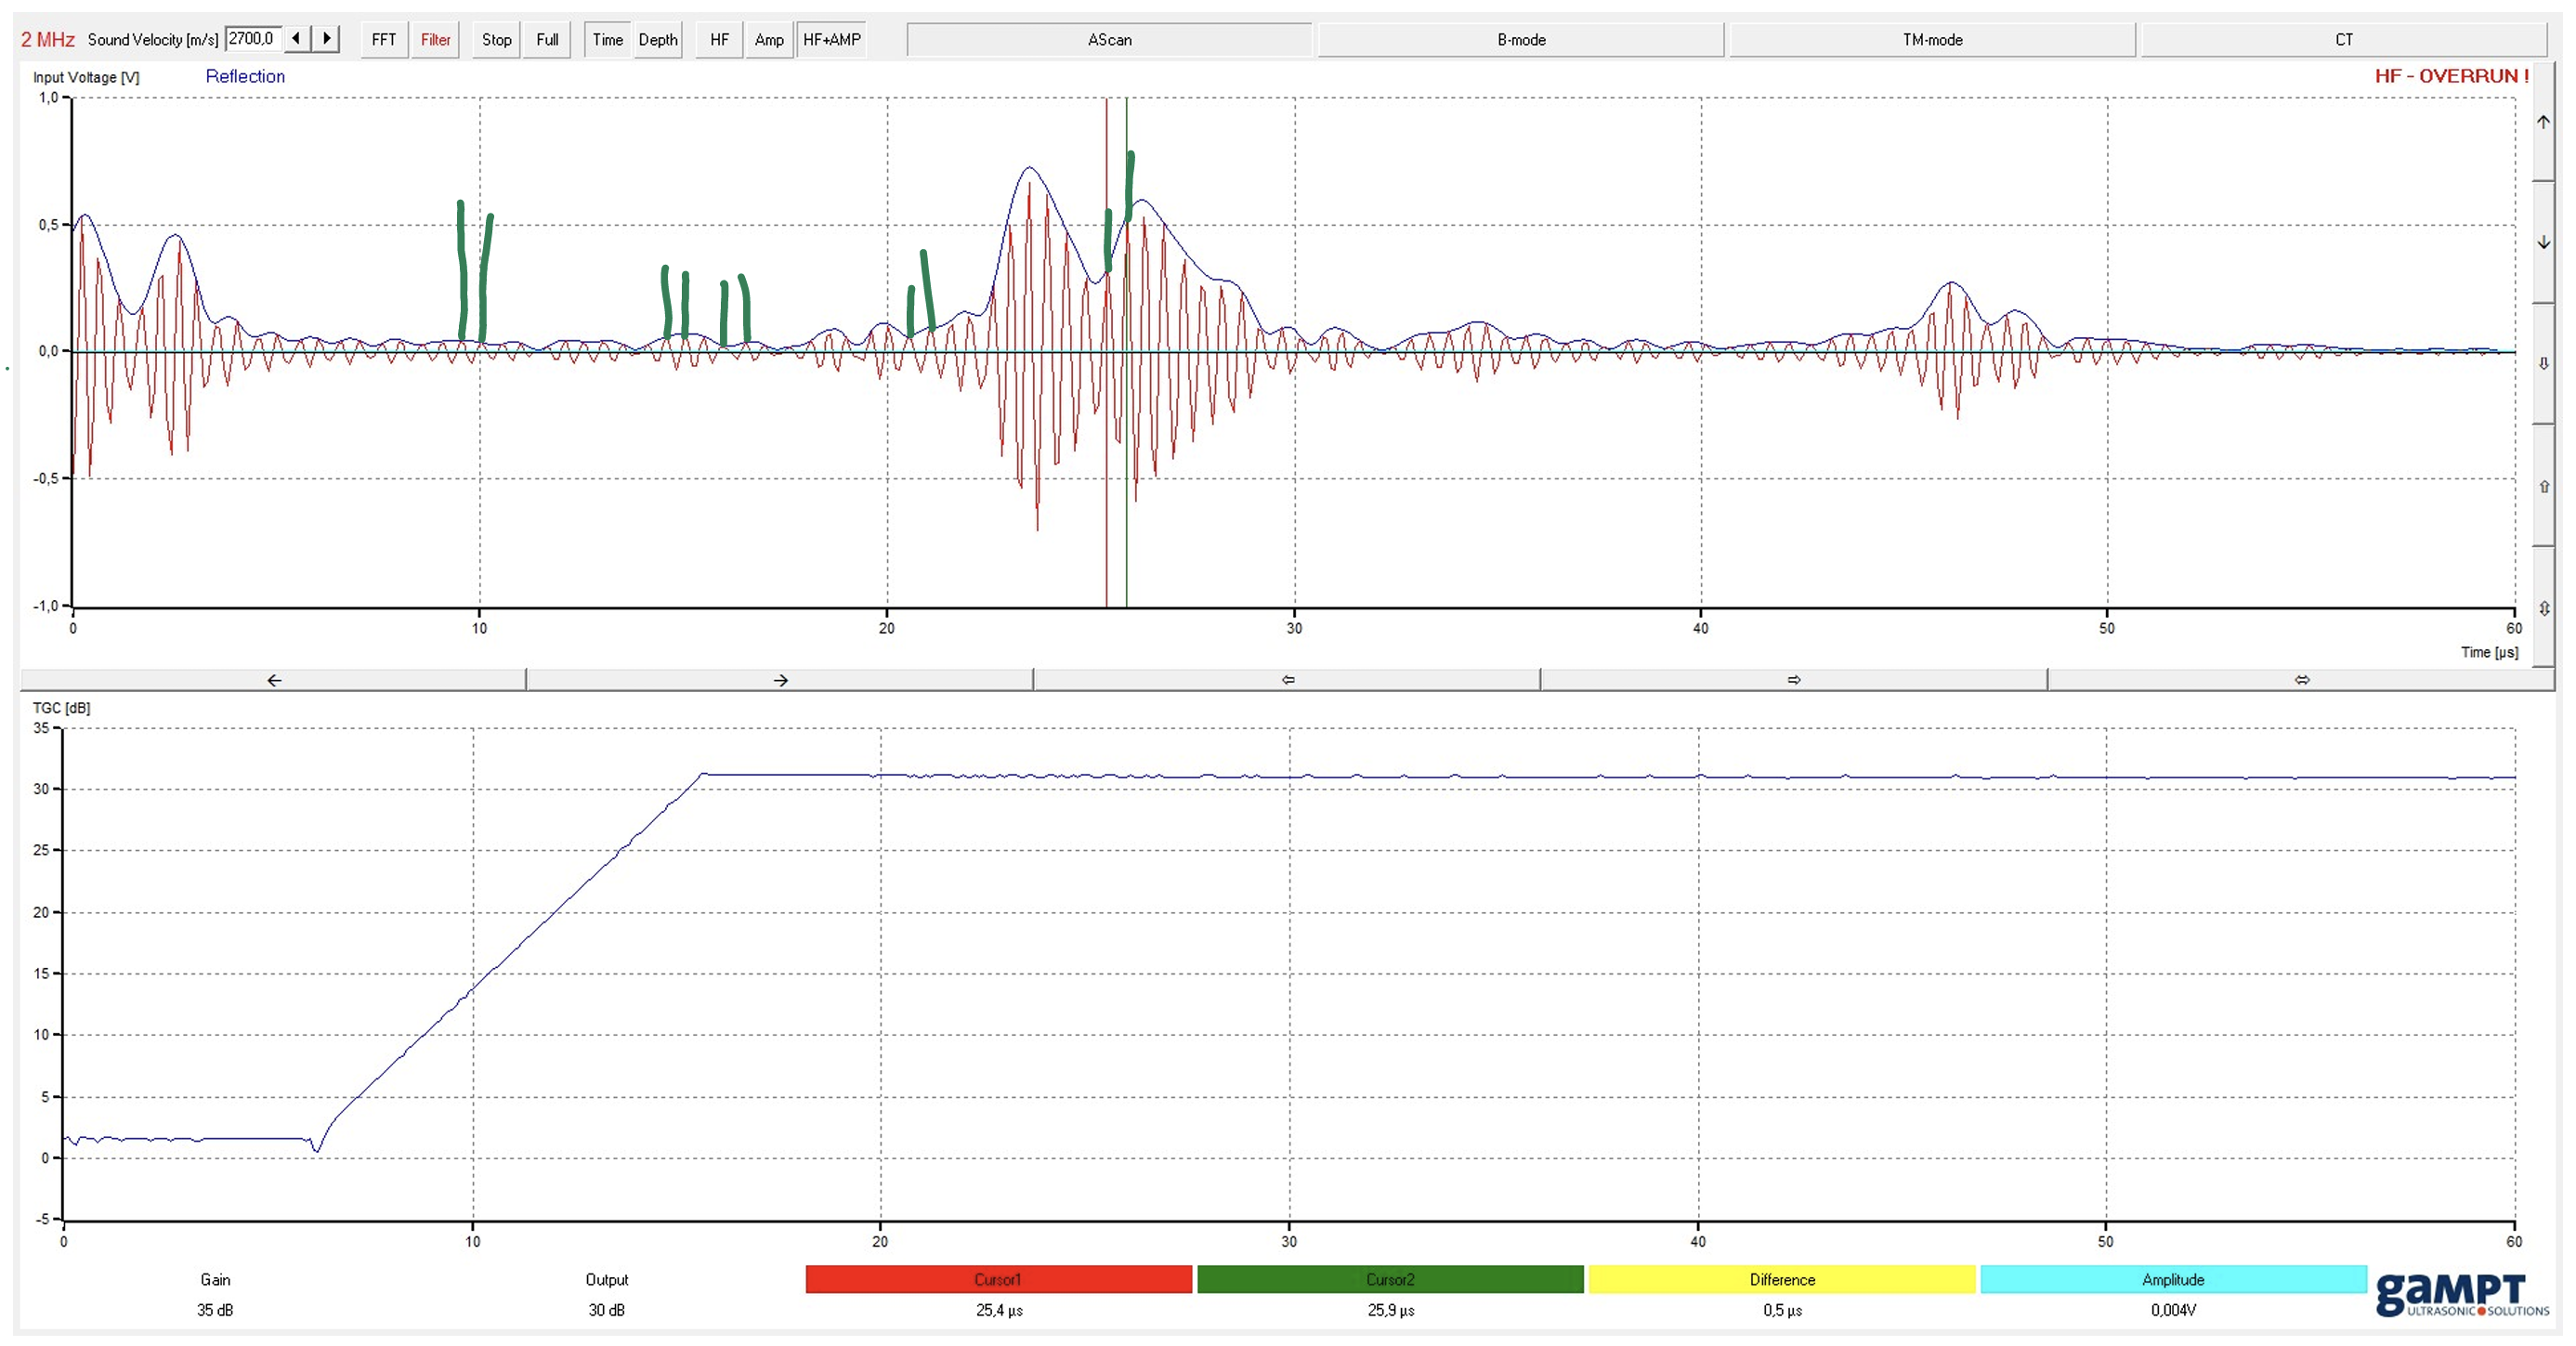 2 MHz Sound Velocity [m/s] 2700,0 FFT Filter Stop Full Time Depth HF Amp HF+AMP AScan B-mode TM-mode CT
Input Voltage [V] Reflection HF - OVERRUN !
1,0
0,5
0,0
-0,5
-1,0
0 10 20 30 40 50 60
Time [µs]
TGC [dB]
35
30
25
20
15
10
5
0
-5
0 10 20 30 40 50 60
Gain Output Cursor1 Cursor2 Difference Amplitude
35 dB 30 dB 25,4 µs 25,9 µs 0,5 µs 0,004V
gaMPT
ULTRASONIC SOLUTIONS